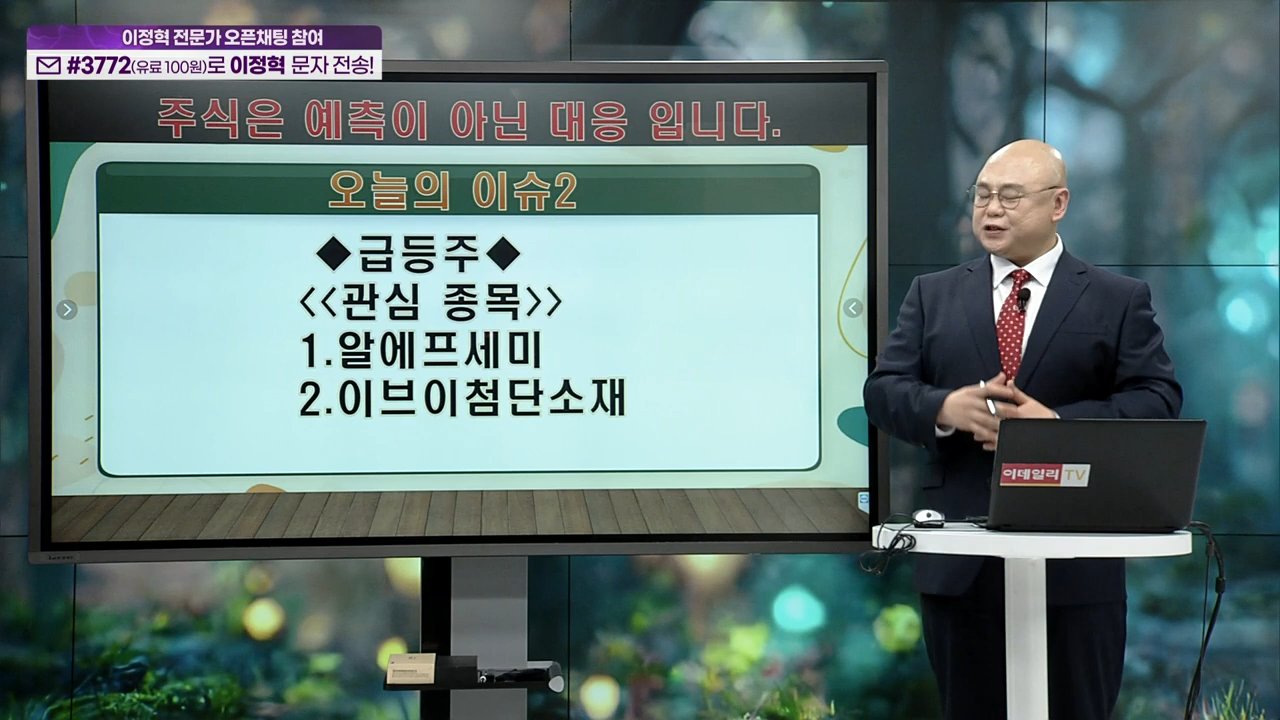 이정혁 전문가 오픈채팅 참여
#3772(유료 100원)로 이정혁 문자 전송!
주식은 예측이 아닌 대응 입니다.
오늘의 이슈2
◆급등주◆
<<관심 종목>>
1.알에프세미
2.이브이첨단소재
이데일리TV